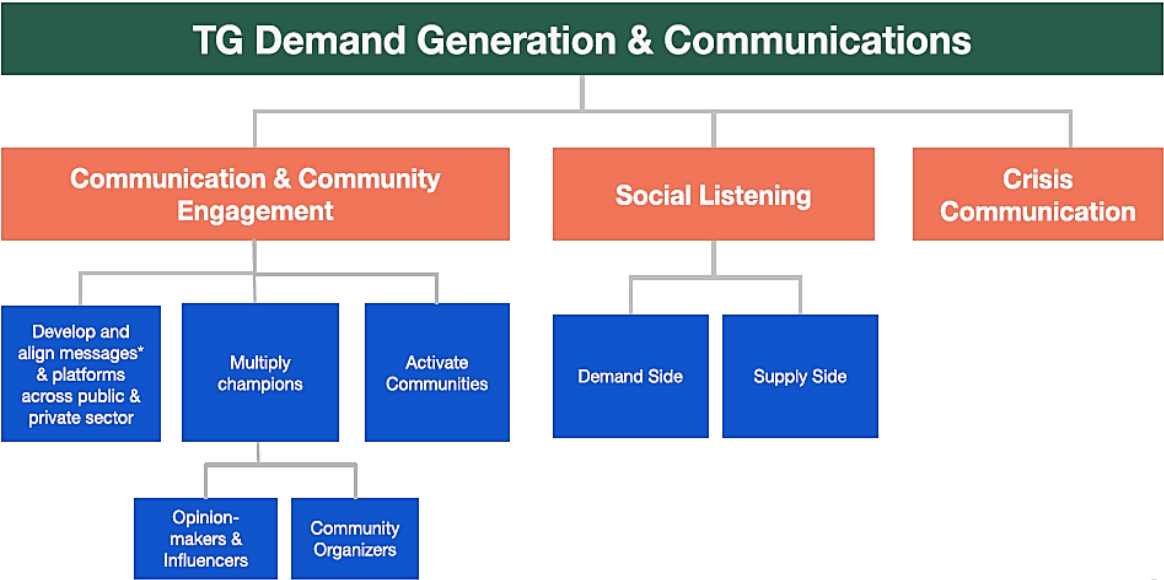 TG Demand Generation & Communications
Communication & Community
Engagement
Social Listening
Crisis
Communication
Develop and
align messages*
& platforms
across public &
private sector
Multiply
champions
Activate
Communities
Demand Side
Supply Side
Opinion-
makers &
Influencers
Community
Organizers